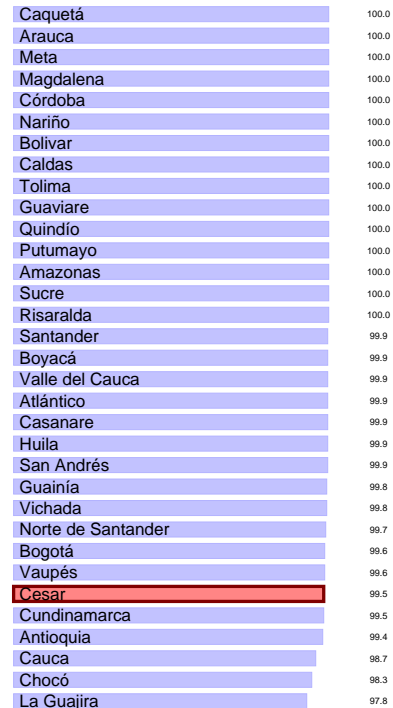 Caquetá 100.0
Arauca 100.0
Meta 100.0
Magdalena 100.0
Córdoba 100.0
Nariño 100.0
Bolivar 100.0
Caldas 100.0
Tolima 100.0
Guaviare 100.0
Quindío 100.0
Putumayo 100.0
Amazonas 100.0
Sucre 100.0
Risaralda 100.0
Santander 99.9
Boyacá 99.9
Valle del Cauca 99.9
Atlántico 99.9
Casanare 99.9
Huila 99.9
San Andrés 99.9
Guainía 99.8
Vichada 99.8
Norte de Santander 99.7
Bogotá 99.6
Vaupés 99.6
Cesar 99.5
Cundinamarca 99.5
Antioquia 99.4
Cauca 98.7
Chocó 98.3
La Guajira 97.8